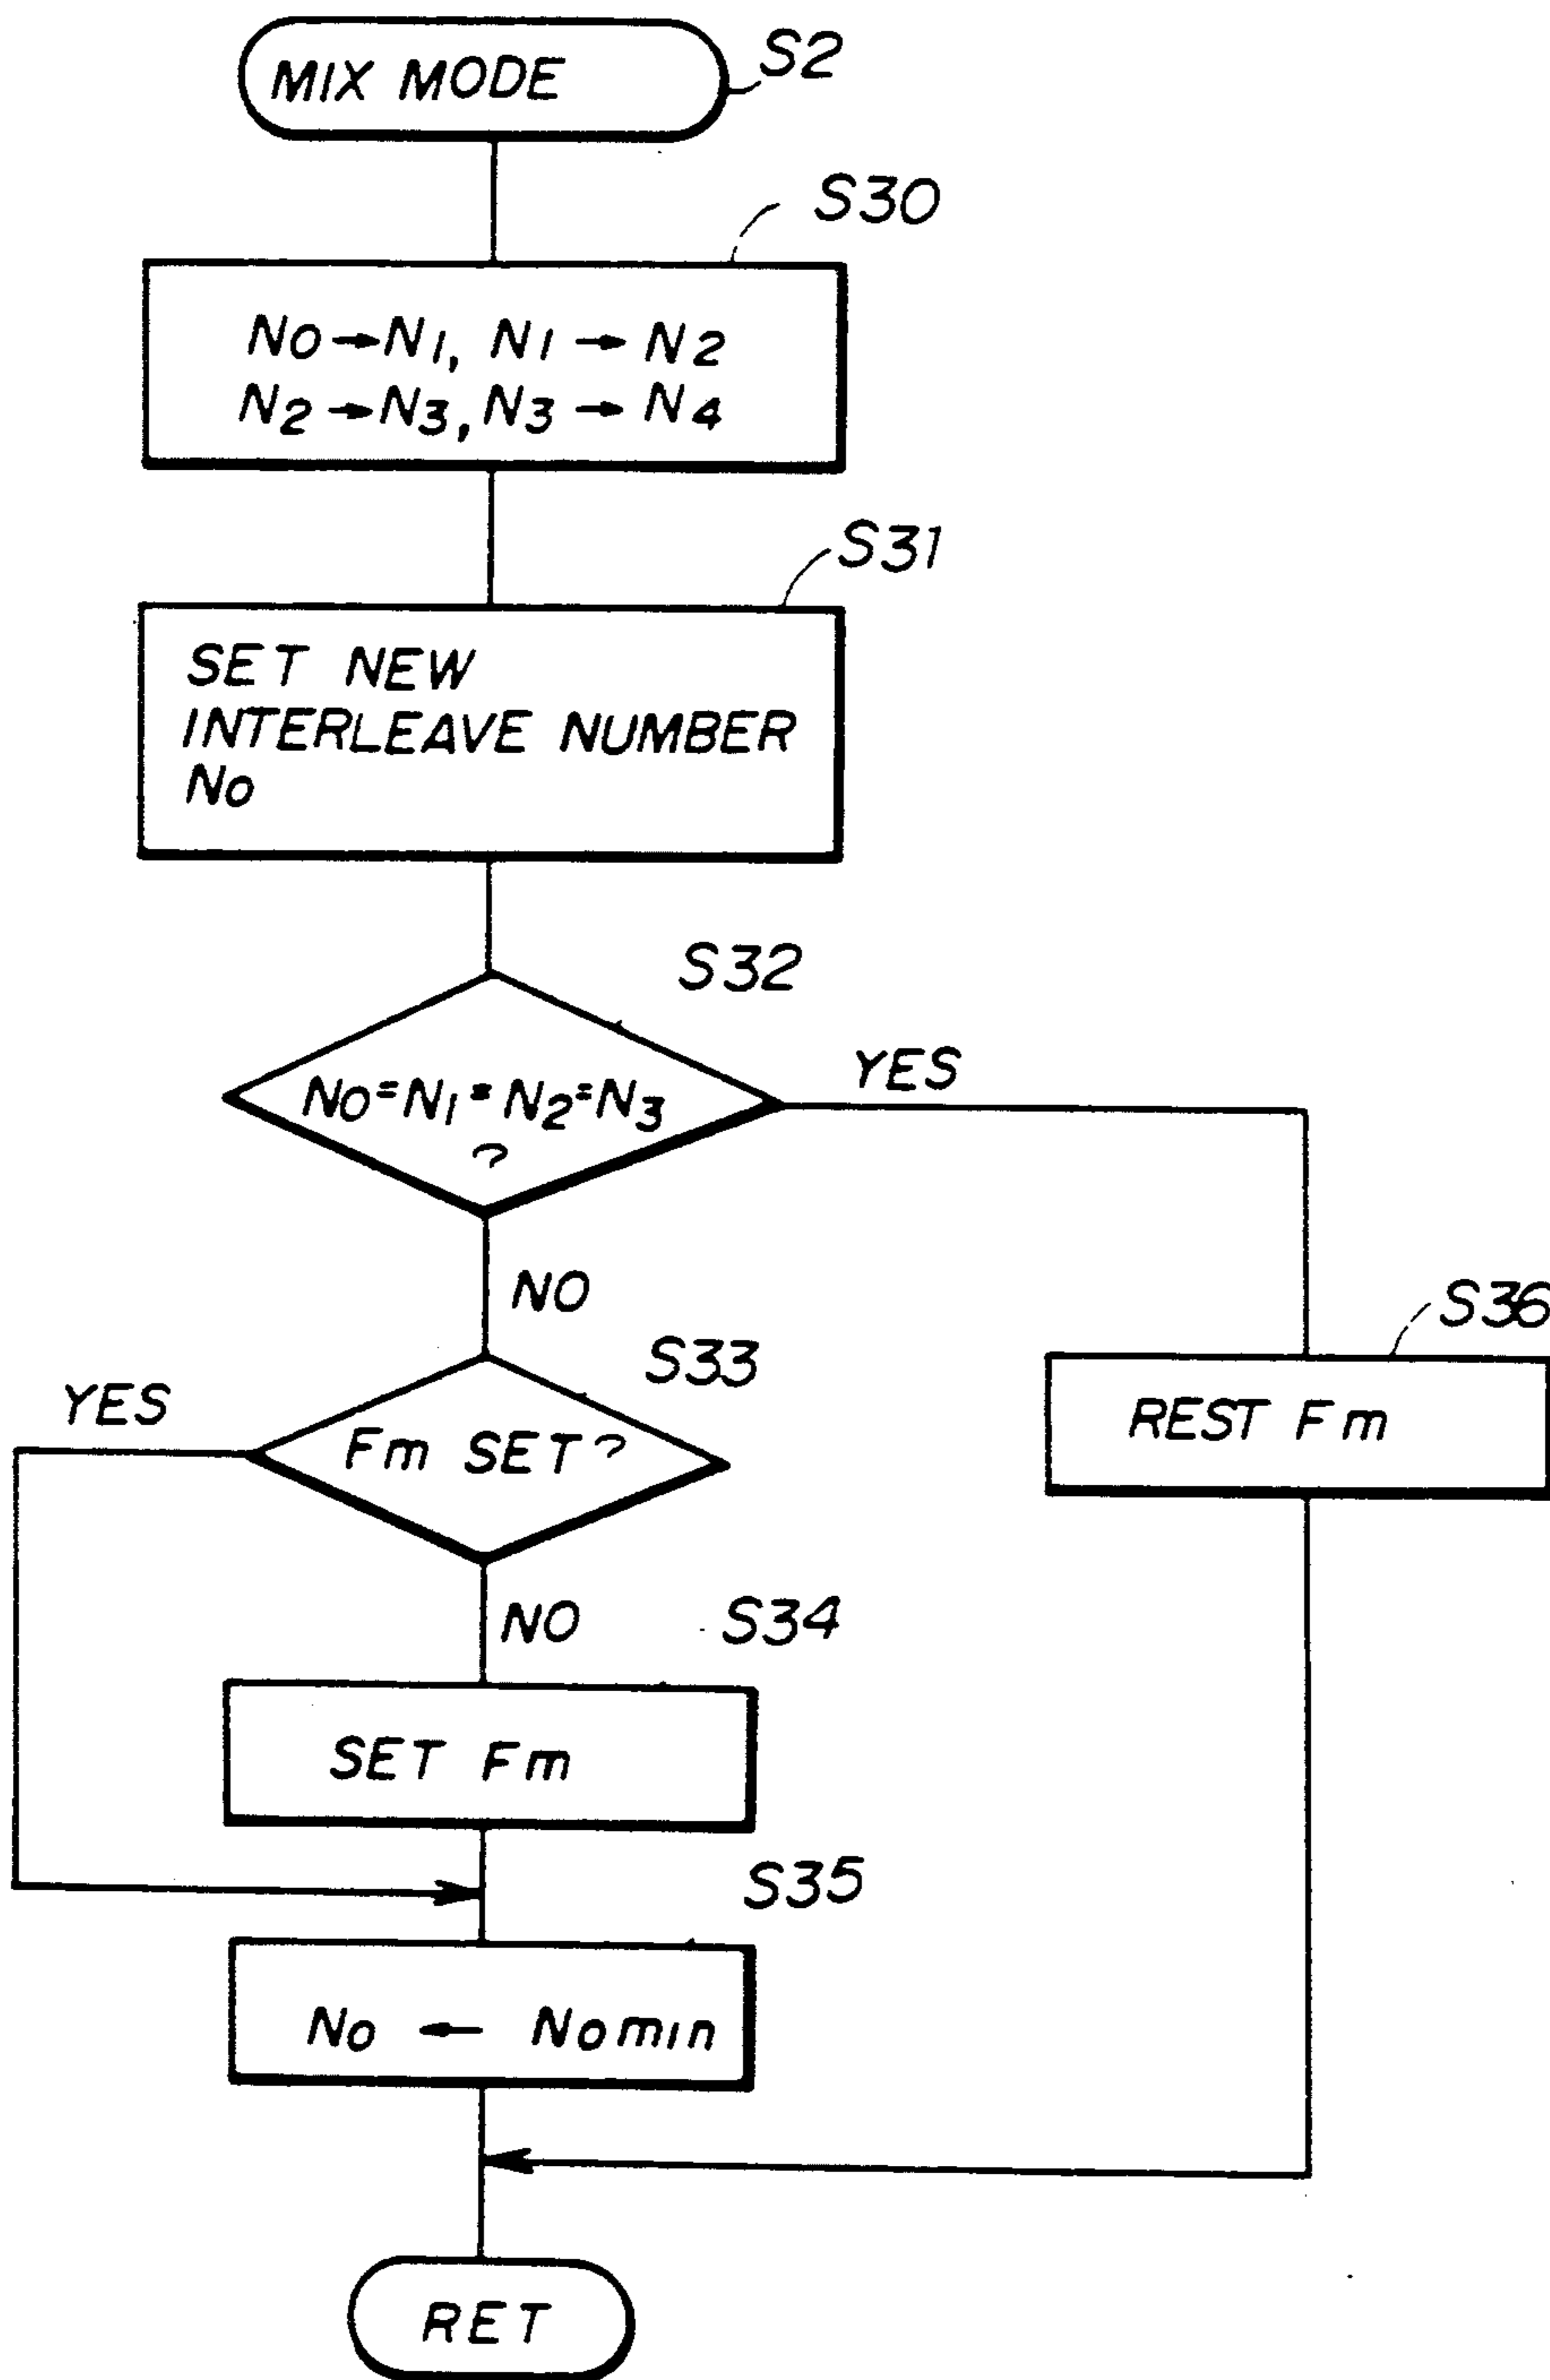 MIX MODE
S2
S30
N0→N1, N1→N2
N2→N3, N3→N4
S31
SET NEW
INTERLEAVE NUMBER
No
S32
N0=N1=N2=N3
?
YES
NO
S33
YES
Fm SET?
S36
REST Fm
NO
S34
SET Fm
S35
No ← Nomin
RET